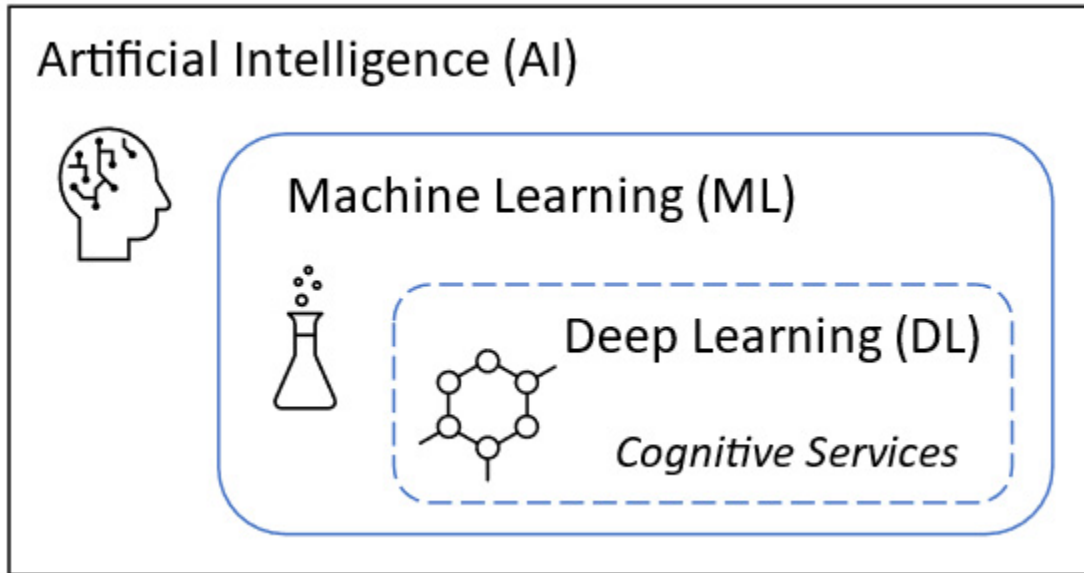 Artificial Intelligence (AI)
Machine Learning (ML)
Deep Learning (DL)
Cognitive Services